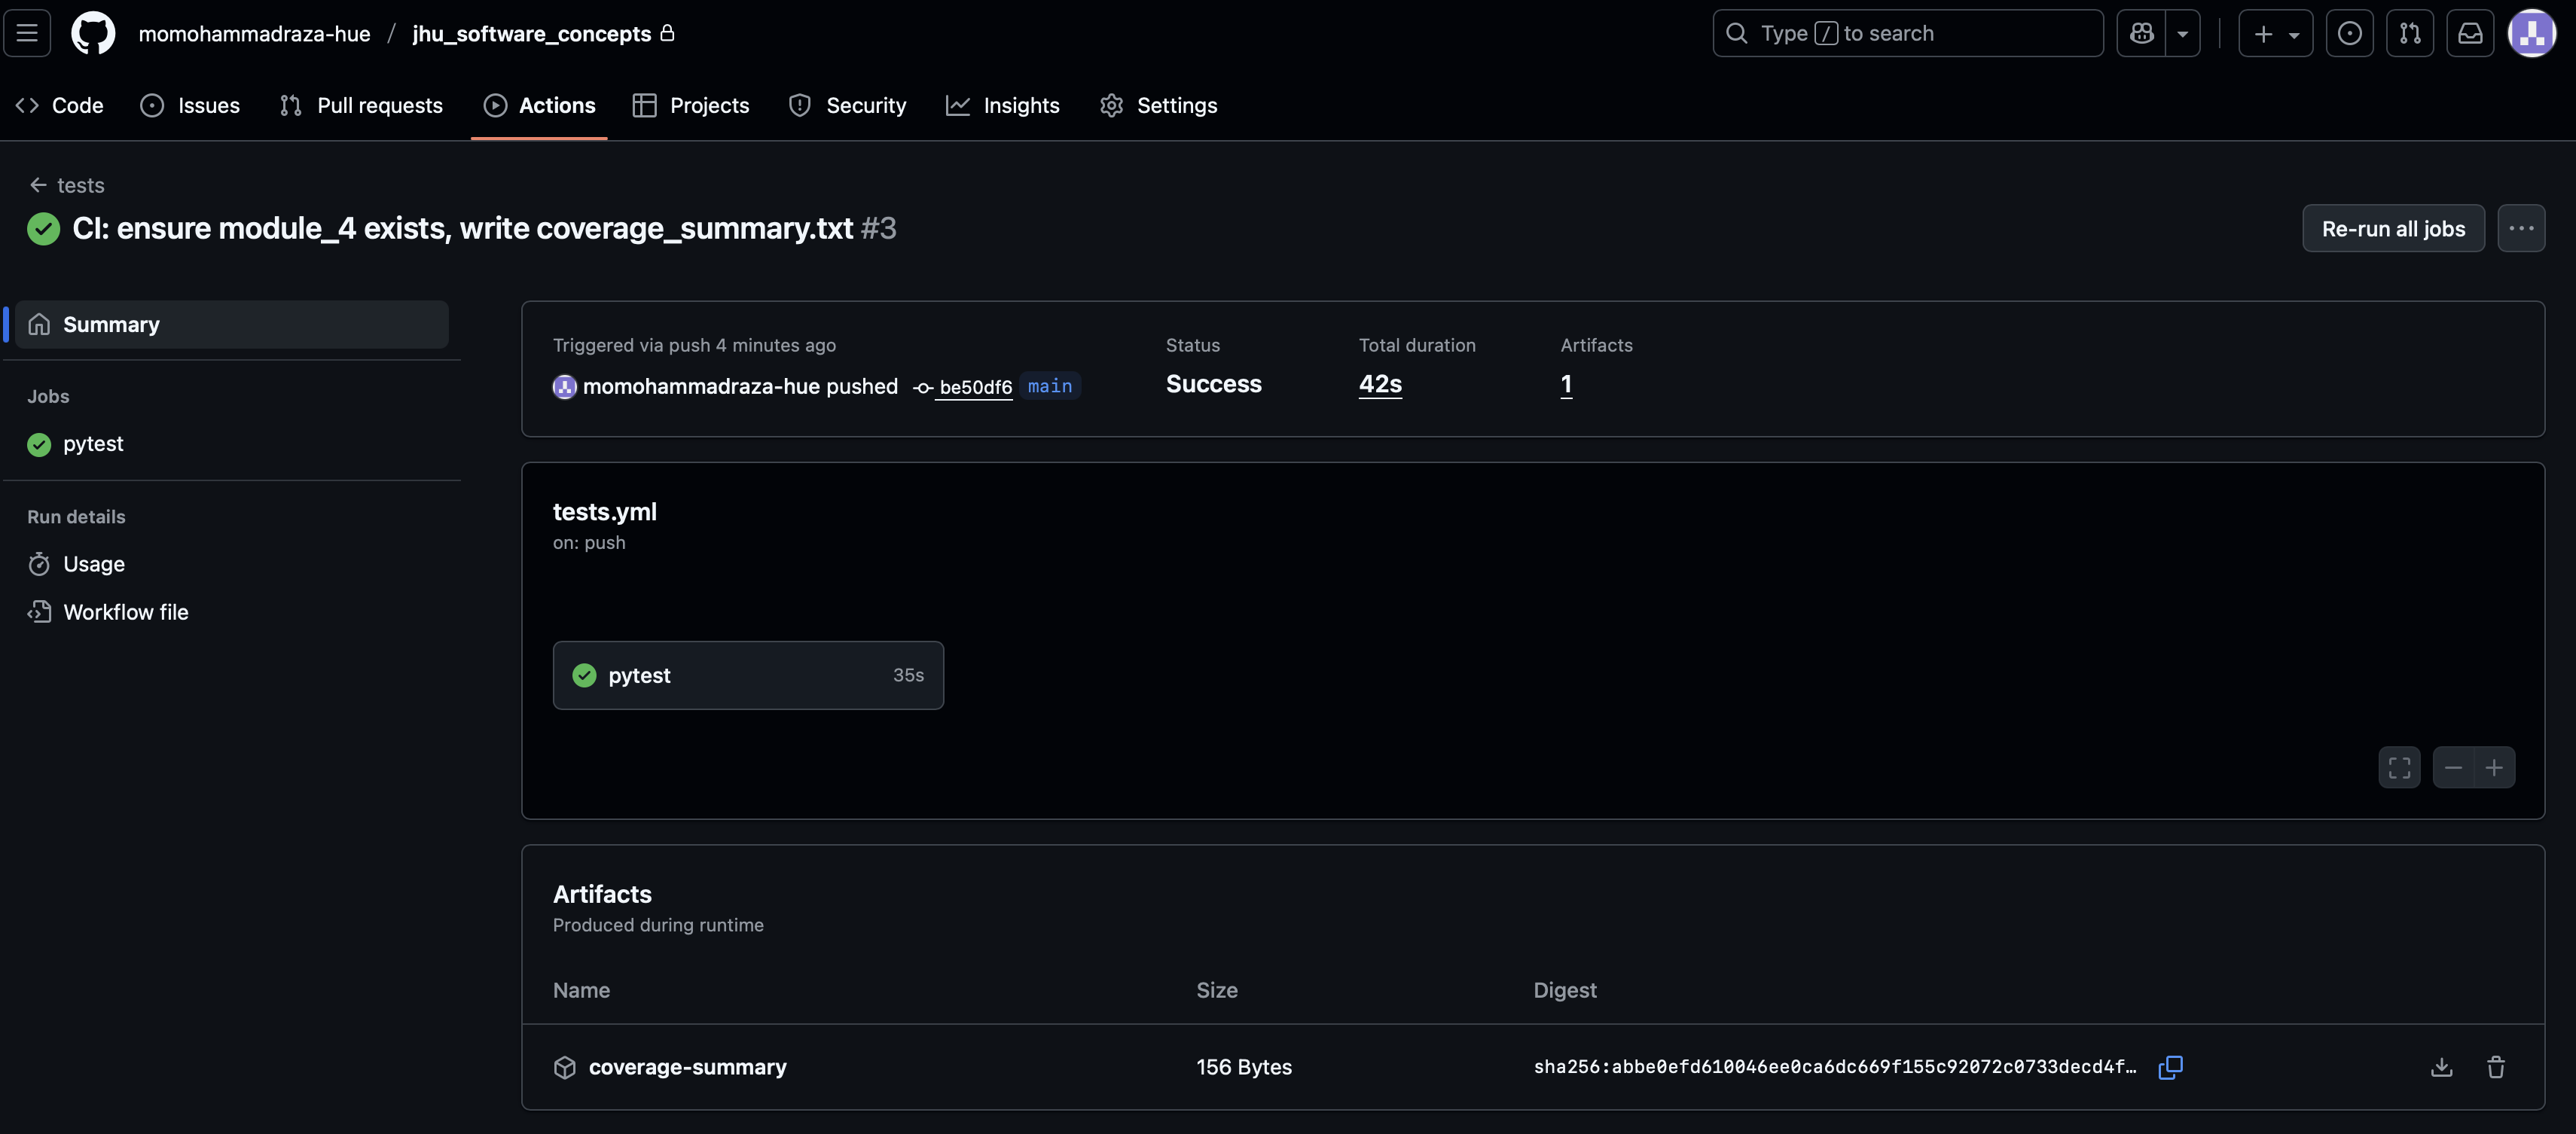 momohammadraza-hue / jhu_software_concepts
Type / to search
Code
Issues
Pull requests
Actions
Projects
Security
Insights
Settings
tests
CI: ensure module_4 exists, write coverage_summary.txt #3
Re-run all jobs
Summary
Jobs
pytest
Run details
Usage
Workflow file
Triggered via push 4 minutes ago
momohammadraza-hue pushed be50df6 main
Status
Success
Total duration
42s
Artifacts
1
tests.yml
on: push
pytest 35s
Artifacts
Produced during runtime
Name Size Digest
coverage-summary 156 Bytes sha256:abbe0efd610046ee0ca6dc669f155c92072c0733decd4f…